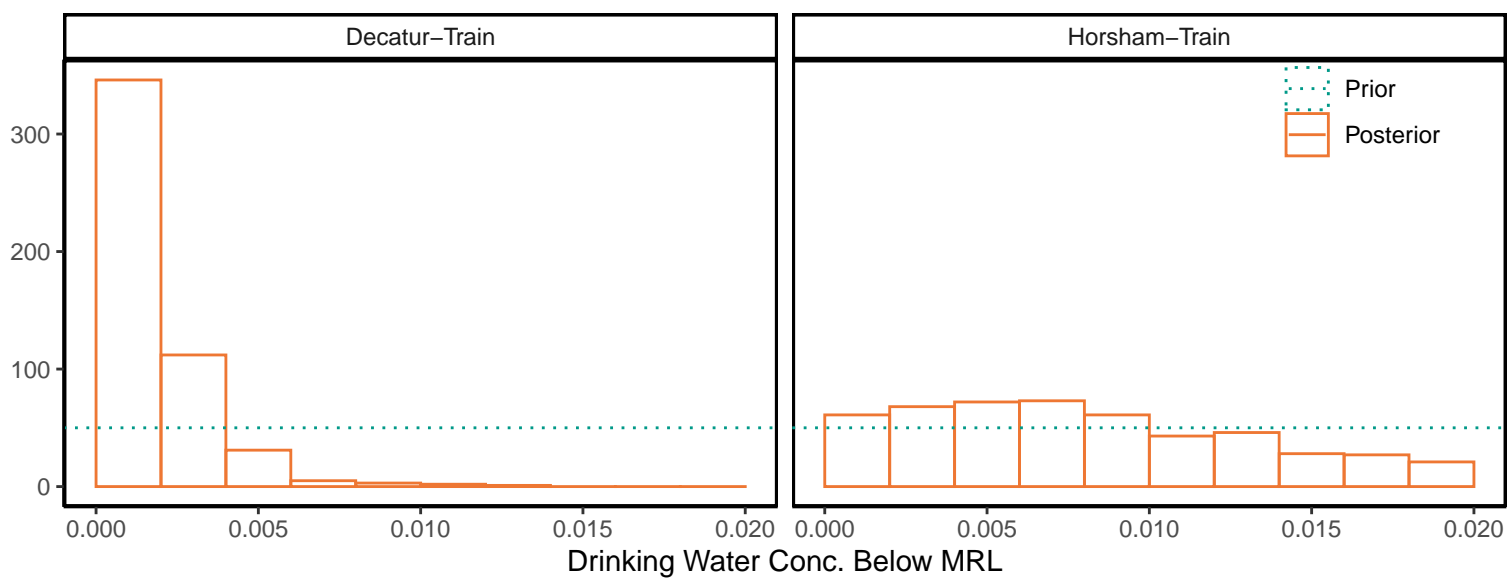 Decatur−Train
Horsham−Train
Prior
Posterior
300
200
100
0
0.000 0.005 0.010 0.015 0.020
0.000 0.005 0.010 0.015 0.020
Drinking Water Conc. Below MRL